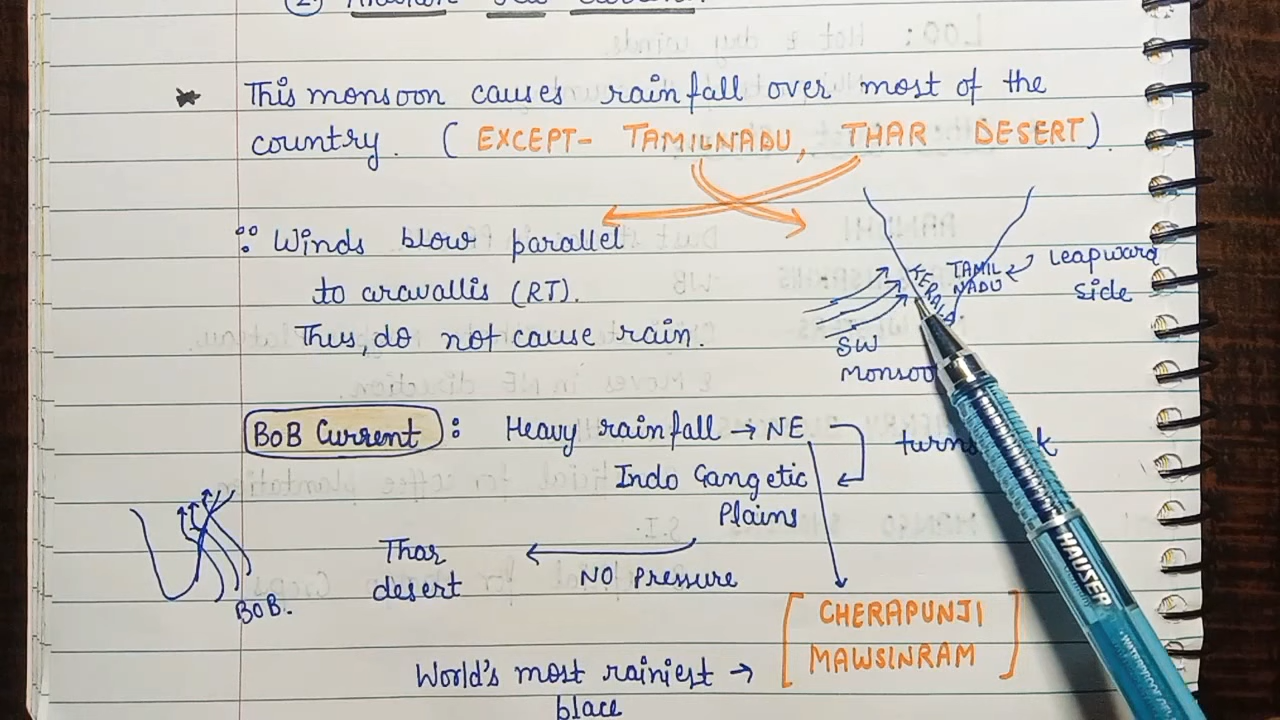 This monsoon causes rainfall over most of the
country. ( EXCEPT- TAMILNADU, THAR DESERT).
Winds blow parallel
to aravallis (RJ).
Thus, do not cause rain.
KERALA
TAMIL
NADU
Leapward
side
SW
Monsoo
BoB Current : Heavy rainfall → NE
Indo Gangetic
Plains
turns
Thar
desert
NO Pressure
BoB.
CHERAPUNJI
MAWSINRAM
World's most rainiest →
place
HAUSER